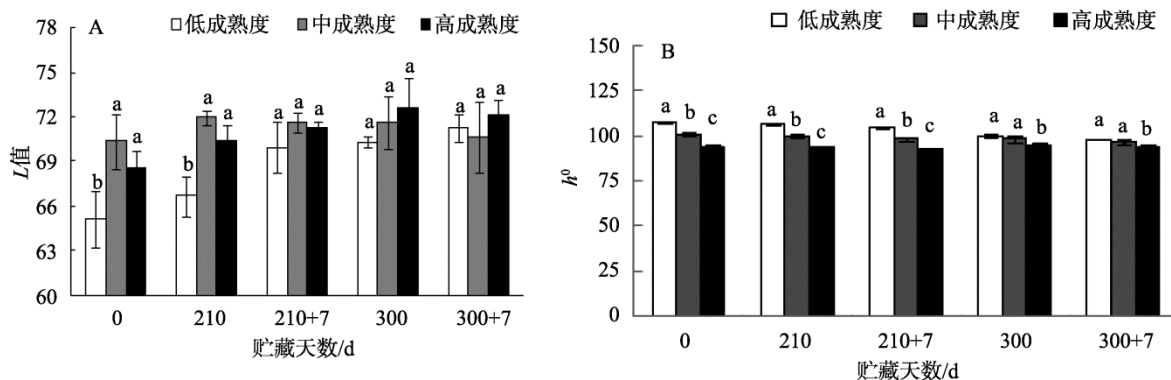 A
低成熟度 中成熟度 高成熟度
78
75
72
69
66
63
60
L值
b a a
b a a
a a a
a a a
a a a
0 210 210+7 300 300+7
贮藏天数/d
B
低成熟度 中成熟度 高成熟度
150
125
100
75
50
25
0
h⁰
a b c
a b c
a b c
a a b
a a b
0 210 210+7 300 300+7
贮藏天数/d